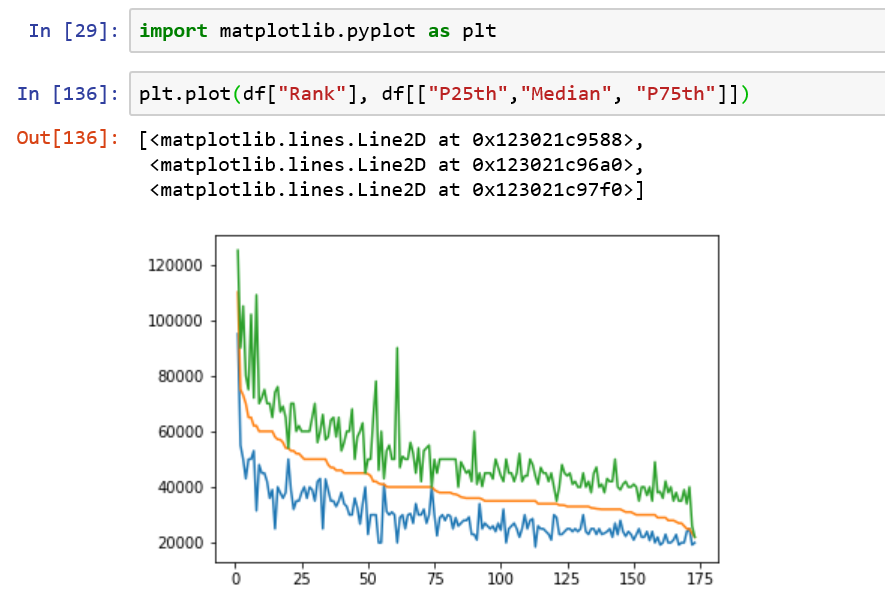 In [29]: import matplotlib.pyplot as plt
In [136]: plt.plot(df["Rank"], df[["P25th","Median", "P75th"]])
Out[136]: [<matplotlib.lines.Line2D at 0x123021c9588>,
<matplotlib.lines.Line2D at 0x123021c96a0>,
<matplotlib.lines.Line2D at 0x123021c97f0>]
120000
100000
80000
60000
40000
20000
0 25 50 75 100 125 150 175